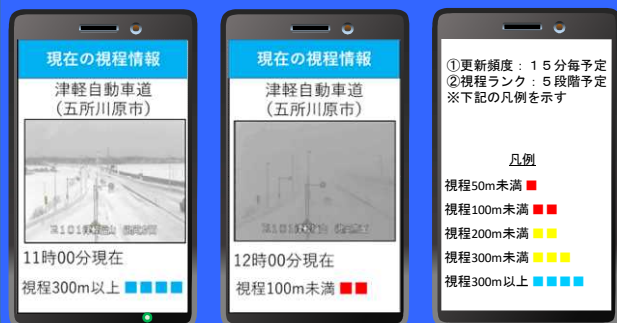 現在の視程情報
津軽自動車道
(五所川原市)
11時00分現在
視程300m以上 ■■■■
現在の視程情報
津軽自動車道
(五所川原市)
12時00分現在
視程100m未満 ■■
①更新頻度：１５分毎予定
②視程ランク：５段階予定
※下記の凡例を示す
凡例
視程50m未満 ■
視程100m未満 ■■
視程200m未満 ■■
視程300m未満 ■■■
視程300m以上 ■■■■